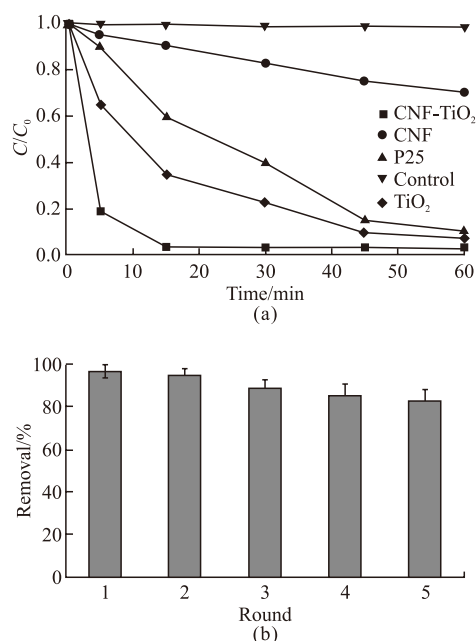 1.0
0.8
0.6
0.4
0.2
0.0
C/C₀
CNF-TiO₂
CNF
P25
Control
TiO₂
0 10 20 30 40 50 60
Time/min
(a)
100
80
60
40
20
0
Removal/%
1 2 3 4 5
Round
(b)